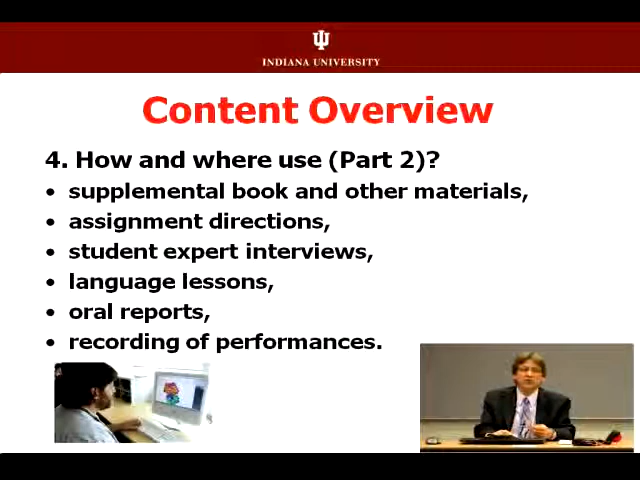 INDIANA UNIVERSITY
Content Overview
4. How and where use (Part 2)?
• supplemental book and other materials,
• assignment directions,
• student expert interviews,
• language lessons,
• oral reports,
• recording of performances.